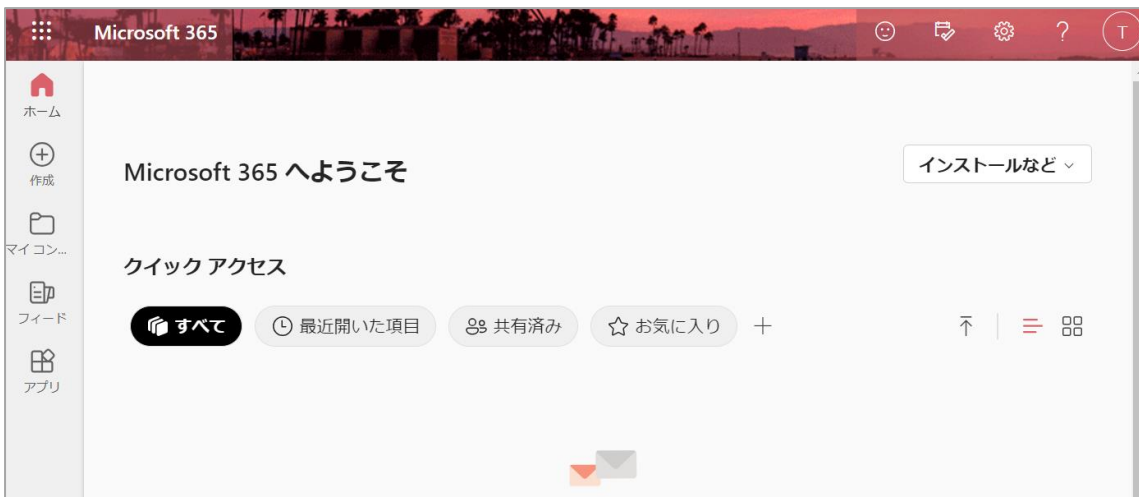 Microsoft 365
T
ホーム
作成
マイ コン...
フィード
アプリ
Microsoft 365 へようこそ
インストールなど
クイック アクセス
すべて
最近開いた項目
共有済み
お気に入り